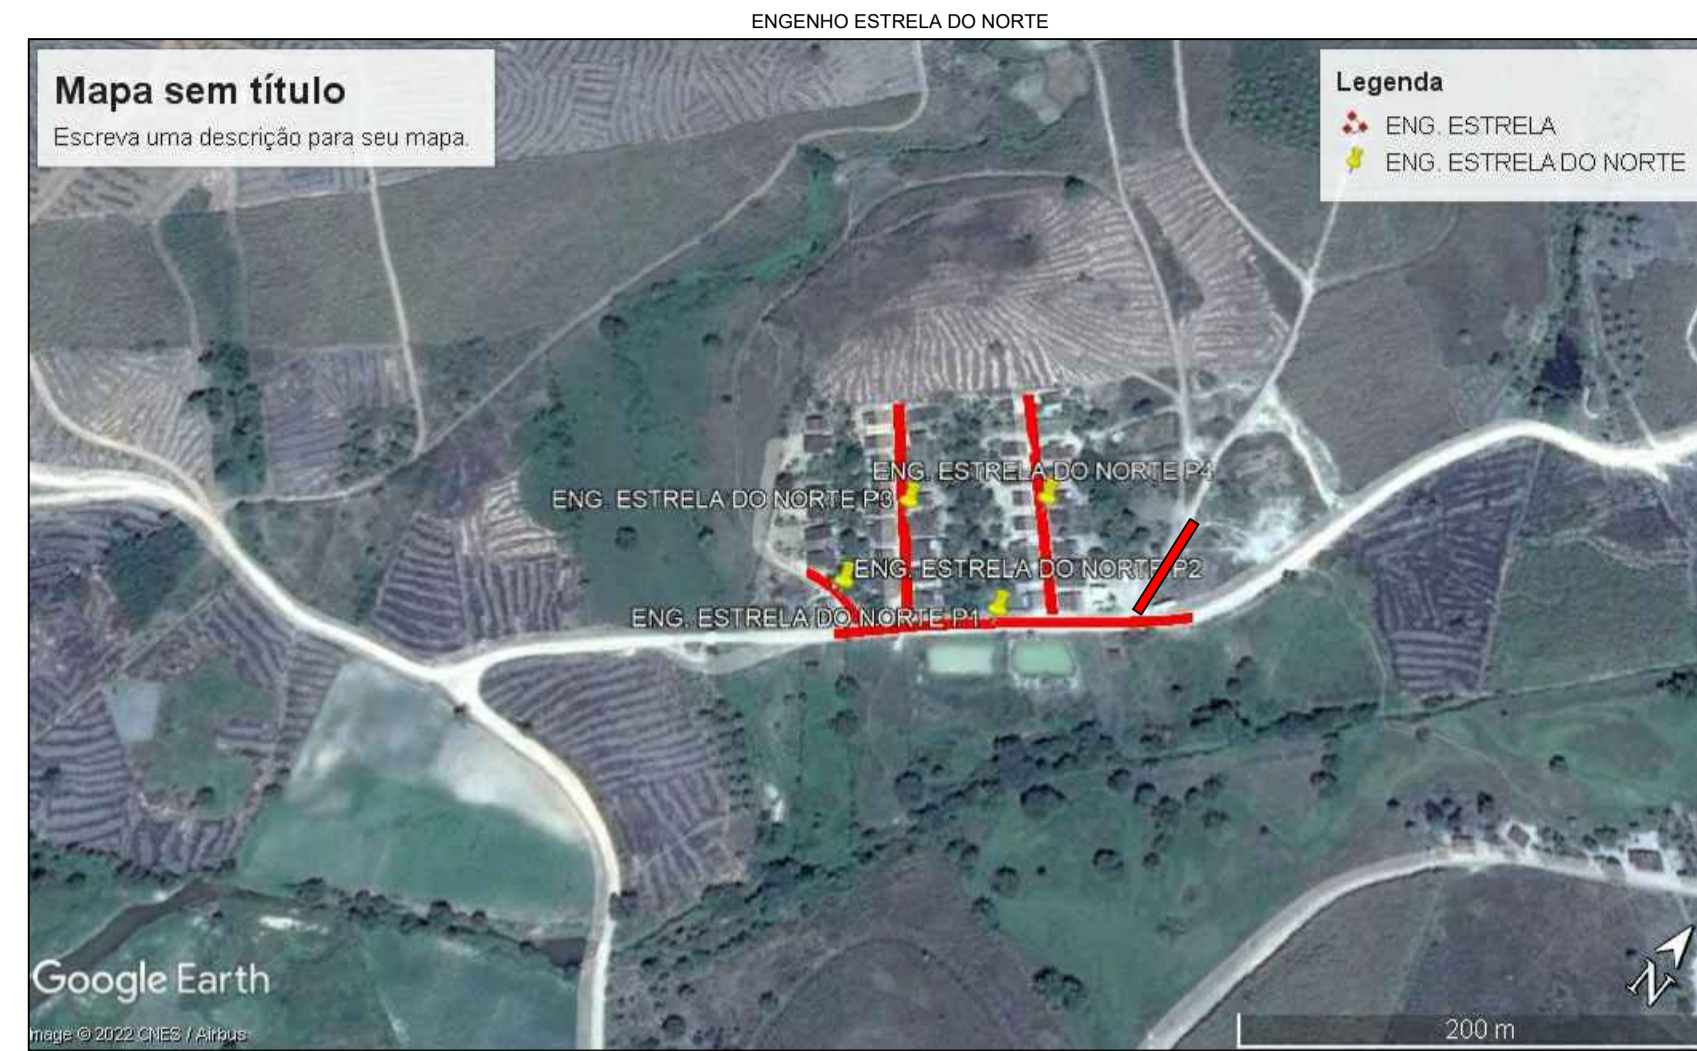 ENGENHO ESTRELA DO NORTE
Mapa sem título
Escreva uma descrição para seu mapa.
Legenda
ENG. ESTRELA
ENG. ESTRELA DO NORTE
ENG. ESTRELA DO NORTE P4
ENG. ESTRELA DO NORTE P3
ENG. ESTRELA DO NORTE P2
ENG. ESTRELA DO NORTE P1
Google Earth
mage © 2022 CNES / Airbus
N
200 m